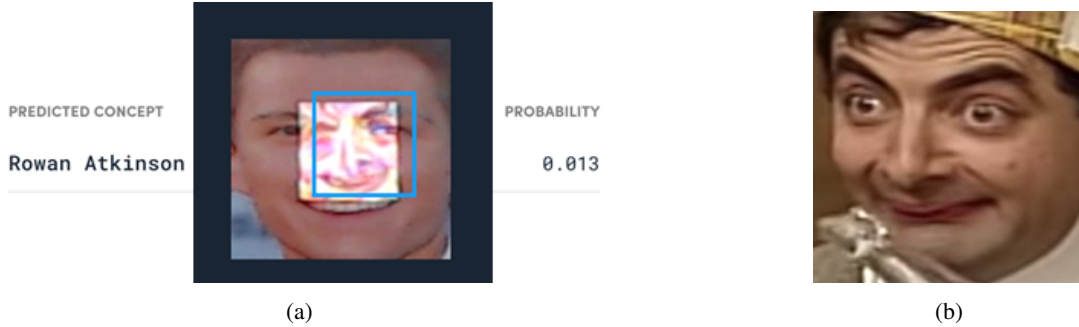 PREDICTED CONCEPT
PROBABILITY
Rowan Atkinson
0.013
(a)
(b)